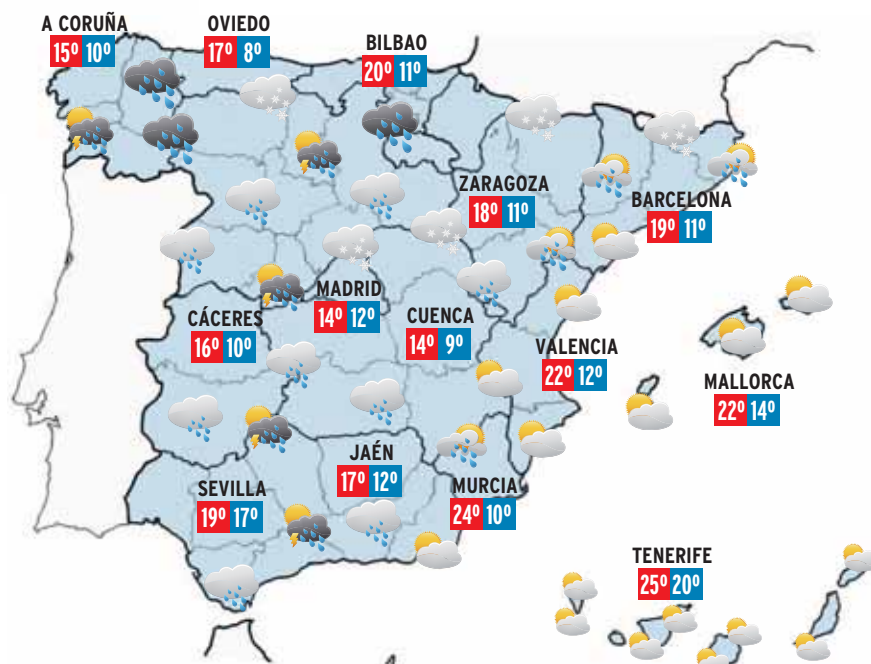 A CORUÑA
15º 10º
OVIEDO
17º 8º
BILBAO
20º 11º
ZARAGOZA
18º 11º
BARCELONA
19º 11º
MADRID
14º 12º
CÁCERES
16º 10º
CUENCA
14º 9º
VALENCIA
22º 12º
MALLORCA
22º 14º
JAÉN
17º 12º
SEVILLA
19º 17º
MURCIA
24º 10º
TENERIFE
25º 20º